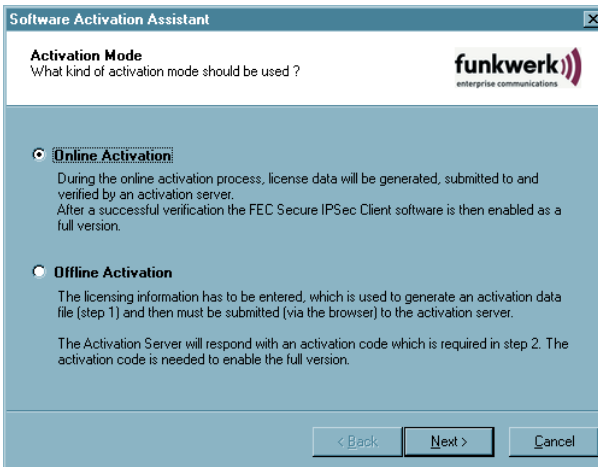 Software Activation Assistant
Activation Mode
What kind of activation mode should be used ?
funkwerk
enterprise communications
Online Activation
During the online activation process, license data will be generated, submitted to and
verified by an activation server.
After a successful verification the FEC Secure IPSec Client software is then enabled as a
full version.
Offline Activation
The licensing information has to be entered, which is used to generate an activation data
file (step 1) and then must be submitted (via the browser) to the activation server.
The Activation Server will respond with an activation code which is required in step 2. The
activation code is needed to enable the full version.
< Back
Next >
Cancel